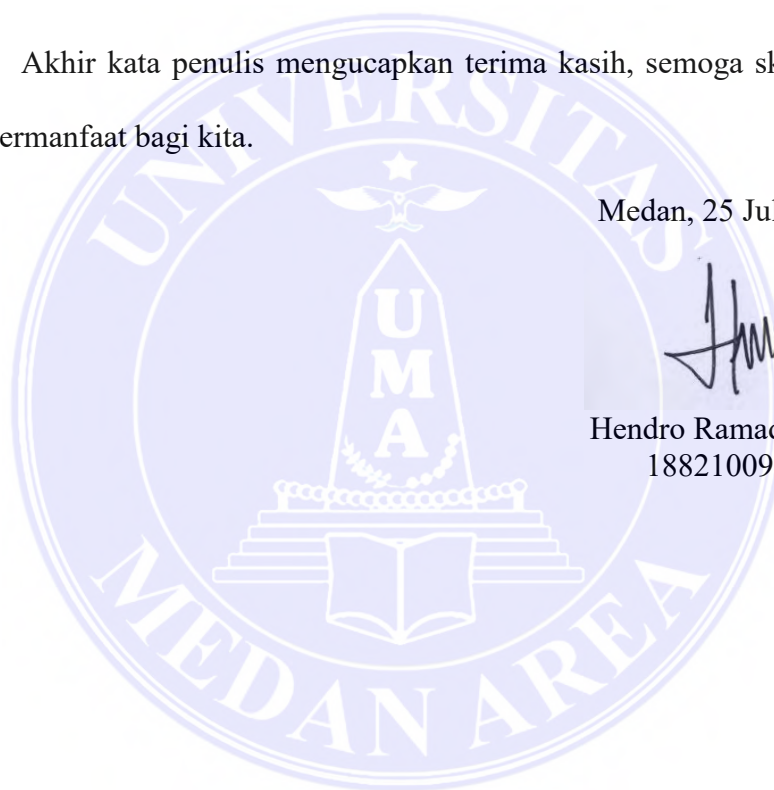 Akhir kata penulis mengucapkan terima kasih, semoga sk
ermanfaat bagi kita.
Medan, 25 Jul
Hendro Ramad
18821009
UNIVERSITAS
UMA
MEDAN AREA